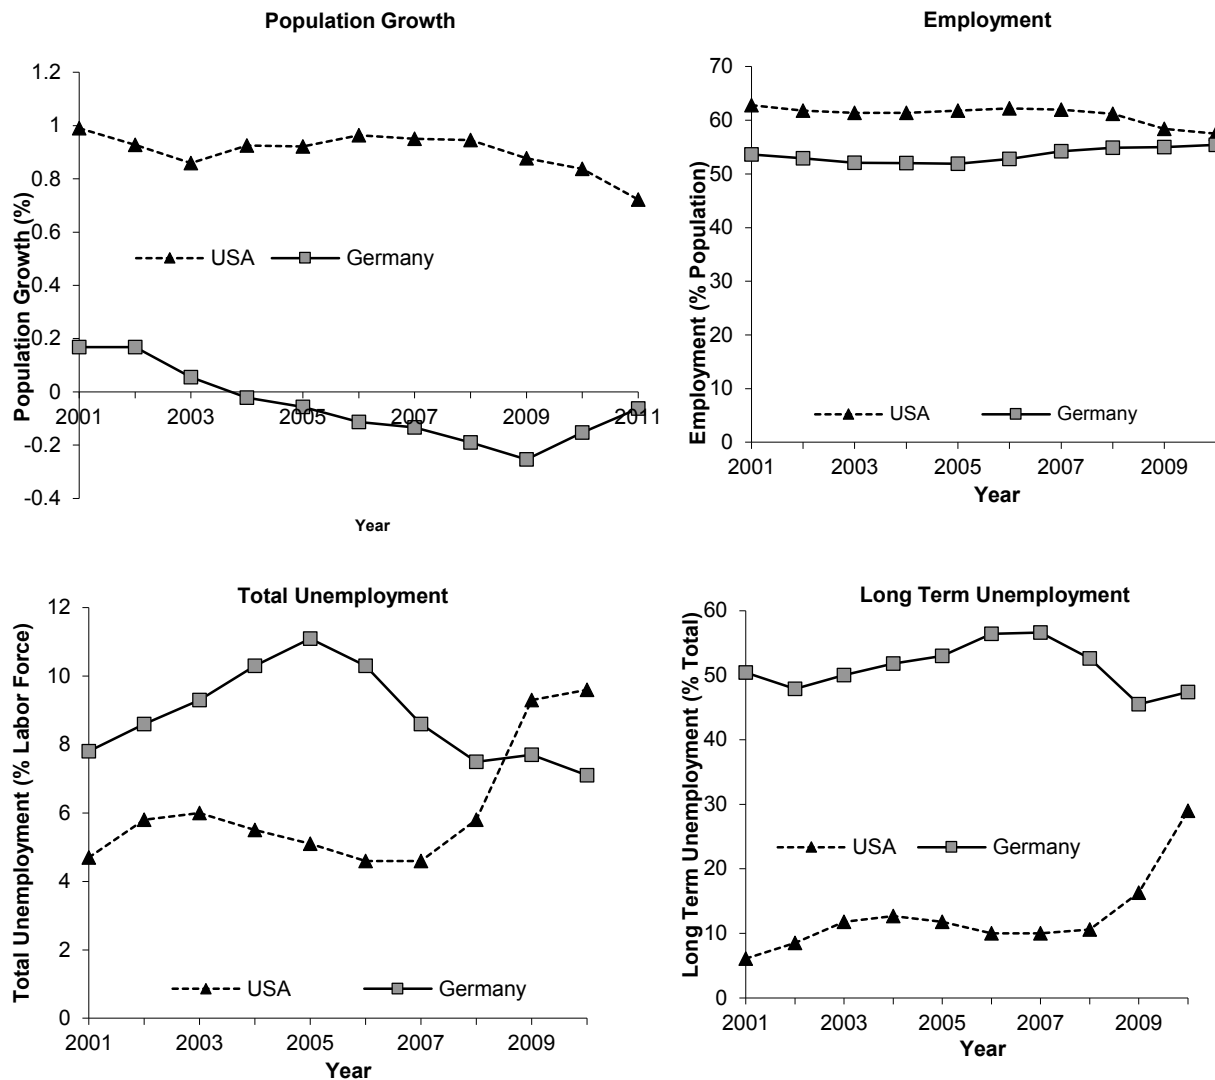 Population Growth
Population Growth (%)
1.2
1
0.8
0.6
0.4
0.2
0
-0.2
-0.4
USA
Germany
2001
2003
2005
2007
2009
2011
Year
Employment
Employment (% Population)
70
60
50
40
30
20
10
0
USA
Germany
2001
2003
2005
2007
2009
Year
Total Unemployment
Total Unemployment (% Labor Force)
12
10
8
6
4
2
0
USA
Germany
2001
2003
2005
2007
2009
Year
Long Term Unemployment
Long Term Unemployment (% Total)
60
50
40
30
20
10
0
USA
Germany
2001
2003
2005
2007
2009
Year